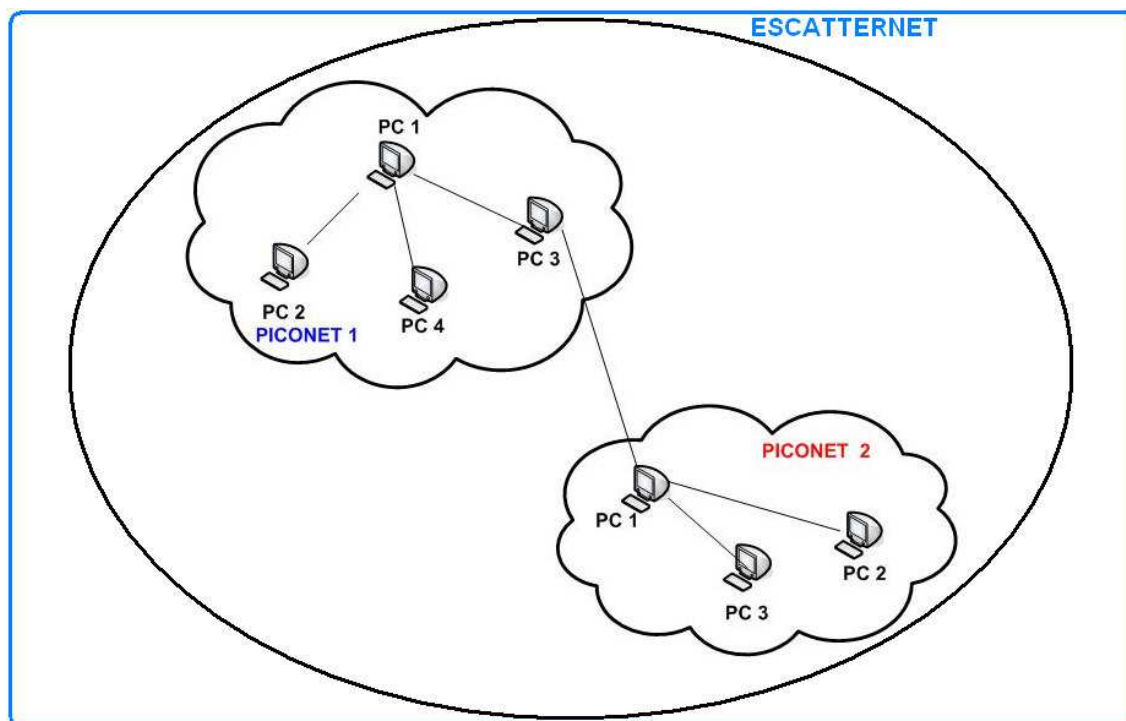 ESCATTERNET
PC 1
PC 3
PC 2
PC 4
PICONET 1
PICONET 2
PC 1
PC 2
PC 3